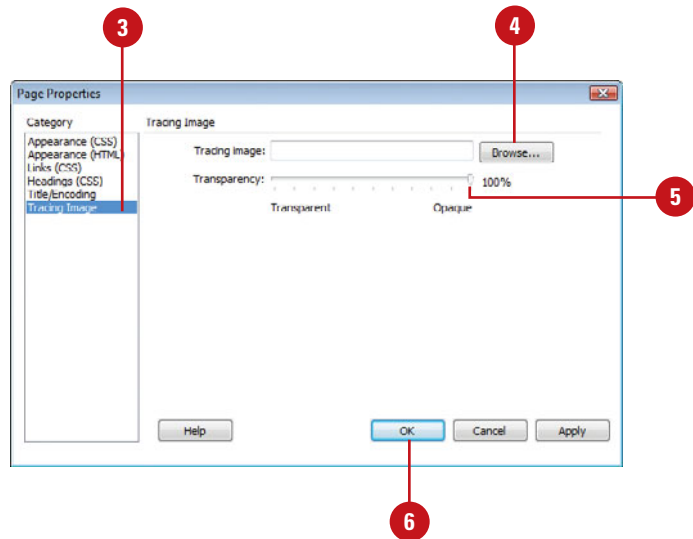 3
4
Page Properties
Category
Tracing Image
Appearance (CSS)
Appearance (HTML)
Links (CSS)
Headings (CSS)
Title/Encoding
Tracing Image
Tracing image:
Browse...
Transparency:
100%
Transparent
Opaque
5
Help
OK
Cancel
Apply
6